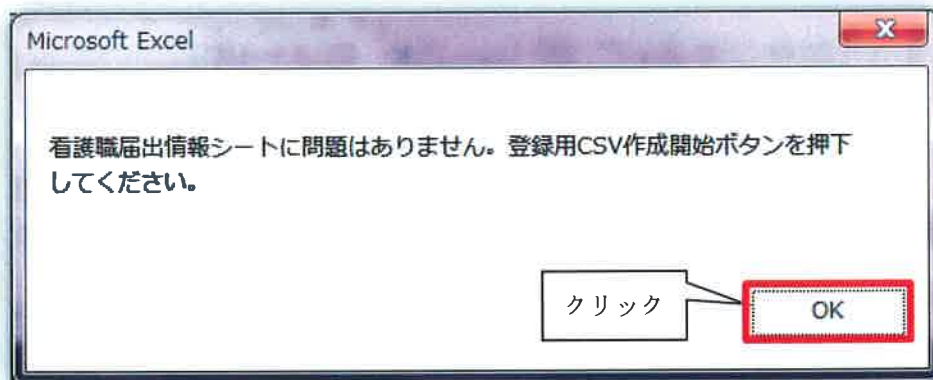 Microsoft Excel
看護職届出情報シートに問題はありません。登録用CSV作成開始ボタンを押下
してください。
クリック
OK